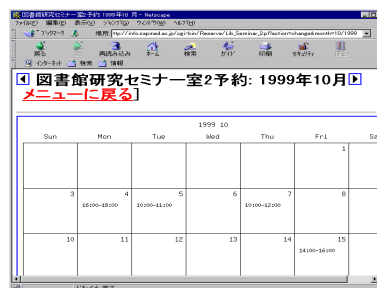 図書館研究セミナー室2予約 1999年10月 - Netscape
ファイル(F) 編集(E) 表示(V) ジャンプ(G) ウィンドウ(W) ヘルプ(H)
ブックマーク 場所: http://info.sapmed.ac.jp/cgi-bin/Reserve/Lib_Seminar_2.p?action=change&month=10/1999
戻る 再読み込み ホーム 検索 ガイド 印刷 セキュリティ
インターネット 検索 情報
図書館研究セミナー室2予約: 1999年10月
メニューに戻る]
1999 10
Sun Mon Tue Wed Thu Fri Sa
1
3 4 5 6 7 8
16:00-18:00 10:00-11:00 10:00-12:00
10 11 12 13 14 15
14:00-16:00